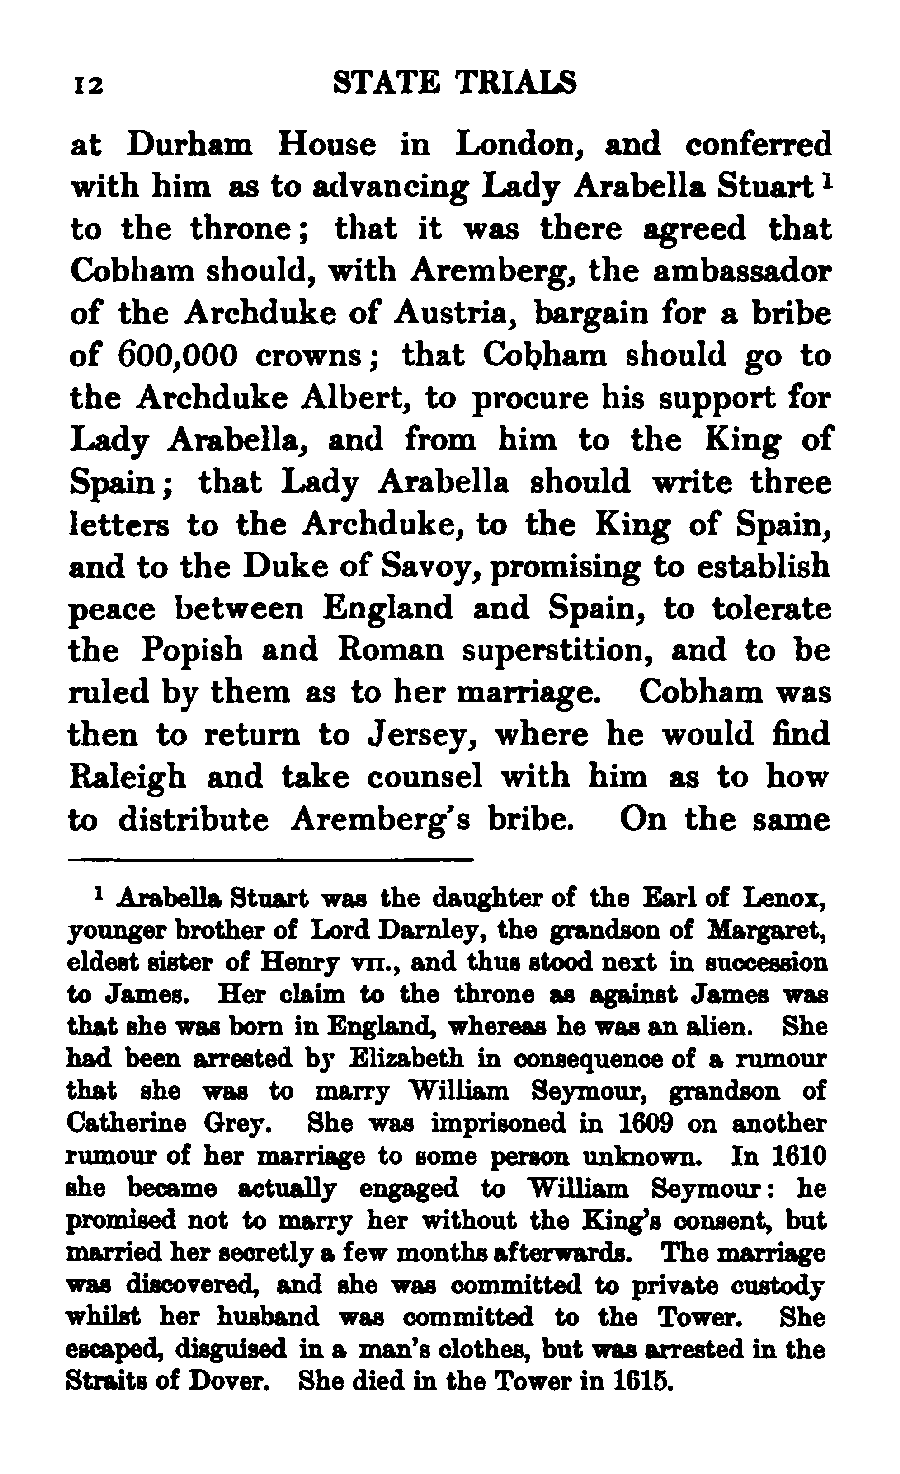 12 STATE TRIALS
at Durham House in London, and conferred
with him as to advancing Lady Arabella Stuart 1
to the throne; that it was there agreed that
Cobham should, with Aremberg, the ambassador
of the Archduke of Austria, bargain for a bribe
of 600,000 crowns; that Cobham should go to
the Archduke Albert, to procure his support for
Lady Arabella, and from him to the King of
Spain; that Lady Arabella should write three
letters to the Archduke, to the King of Spain,
and to the Duke of Savoy, promising to establish
peace between England and Spain, to tolerate
the Popish and Roman superstition, and to be
ruled by them as to her marriage. Cobham was
then to return to Jersey, where he would find
Raleigh and take counsel with him as to how
to distribute Aremberg's bribe. On the same
1 Arabella Stuart was the daughter of the Earl of Lenox,
younger brother of Lord Darnley, the grandson of Margaret,
eldest sister of Henry VII., and thus stood next in succession
to James. Her claim to the throne as against James was
that she was born in England, whereas he was an alien. She
had been arrested by Elizabeth in consequence of a rumour
that she was to marry William Seymour, grandson of
Catherine Grey. She was imprisoned in 1609 on another
rumour of her marriage to some person unknown. In 1610
she became actually engaged to William Seymour: he
promised not to marry her without the King's consent, but
married her secretly a few months afterwards. The marriage
was discovered, and she was committed to private custody
whilst her husband was committed to the Tower. She
escaped, disguised in a man's clothes, but was arrested in the
Straits of Dover. She died in the Tower in 1615.